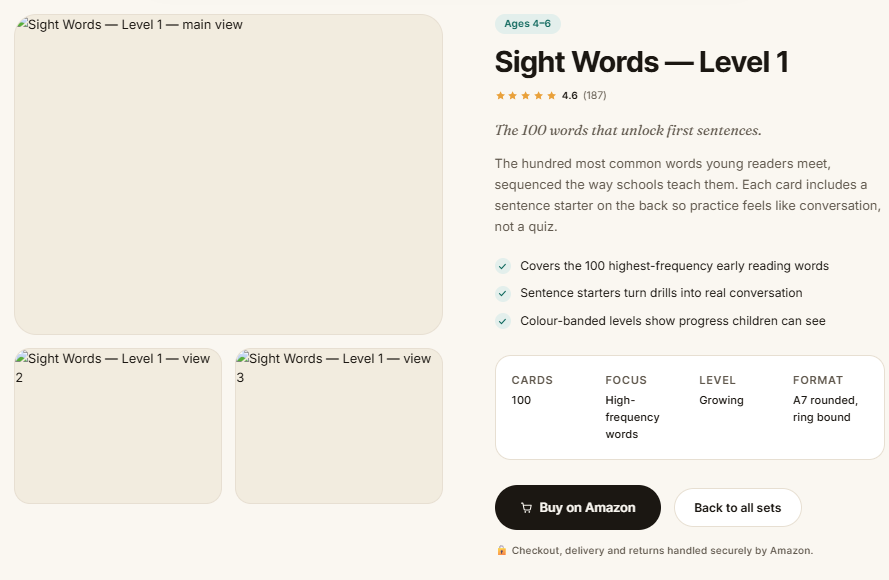 Sight Words — Level 1 — main view
Sight Words — Level 1 — view
2
Sight Words — Level 1 — view
3
Ages 4–6
Sight Words — Level 1
4.6 (187)
The 100 words that unlock first sentences.
The hundred most common words young readers meet,
sequenced the way schools teach them. Each card includes a
sentence starter on the back so practice feels like conversation,
not a quiz.
Covers the 100 highest-frequency early reading words
Sentence starters turn drills into real conversation
Colour-banded levels show progress children can see
CARDS
100
FOCUS
High-
frequency
words
LEVEL
Growing
FORMAT
A7 rounded,
ring bound
Buy on Amazon
Back to all sets
Checkout, delivery and returns handled securely by Amazon.